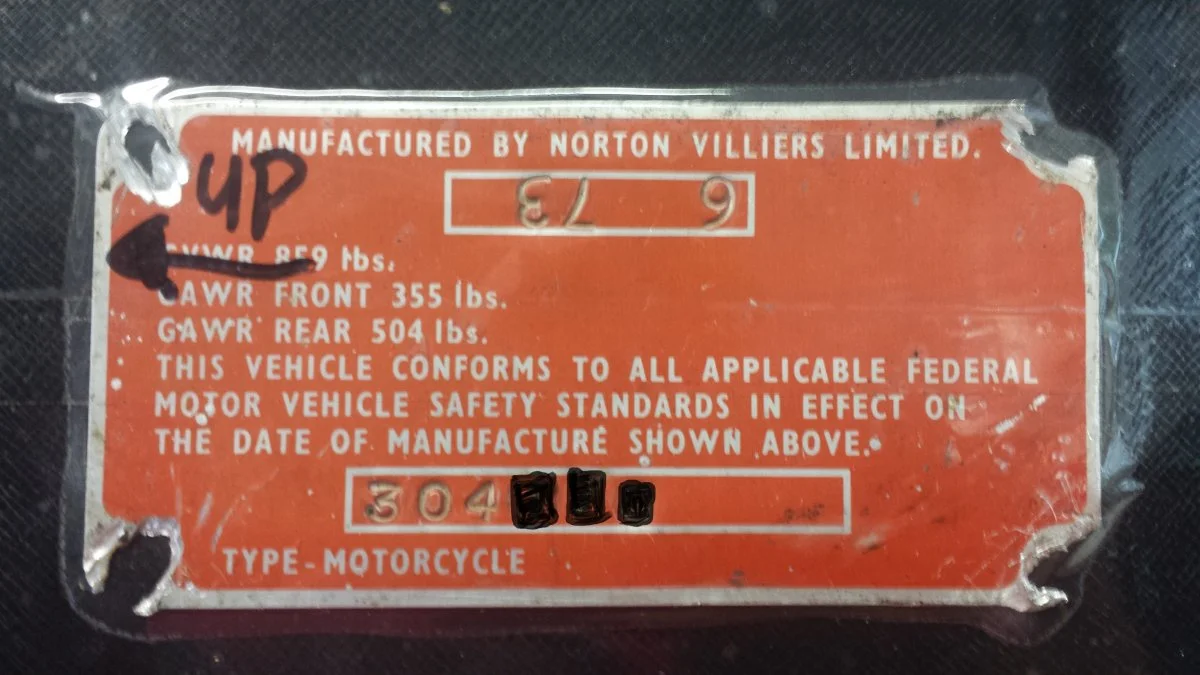 MANUFACTURED BY NORTON VILLIERS LIMITED.
9 73
UP
GVWR 859 lbs.
GAWR FRONT 355 lbs.
GAWR REAR 504 lbs.
THIS VEHICLE CONFORMS TO ALL APPLICABLE FEDERAL
MOTOR VEHICLE SAFETY STANDARDS IN EFFECT ON
THE DATE OF MANUFACTURE SHOWN ABOVE.
304
TYPE-MOTORCYCLE